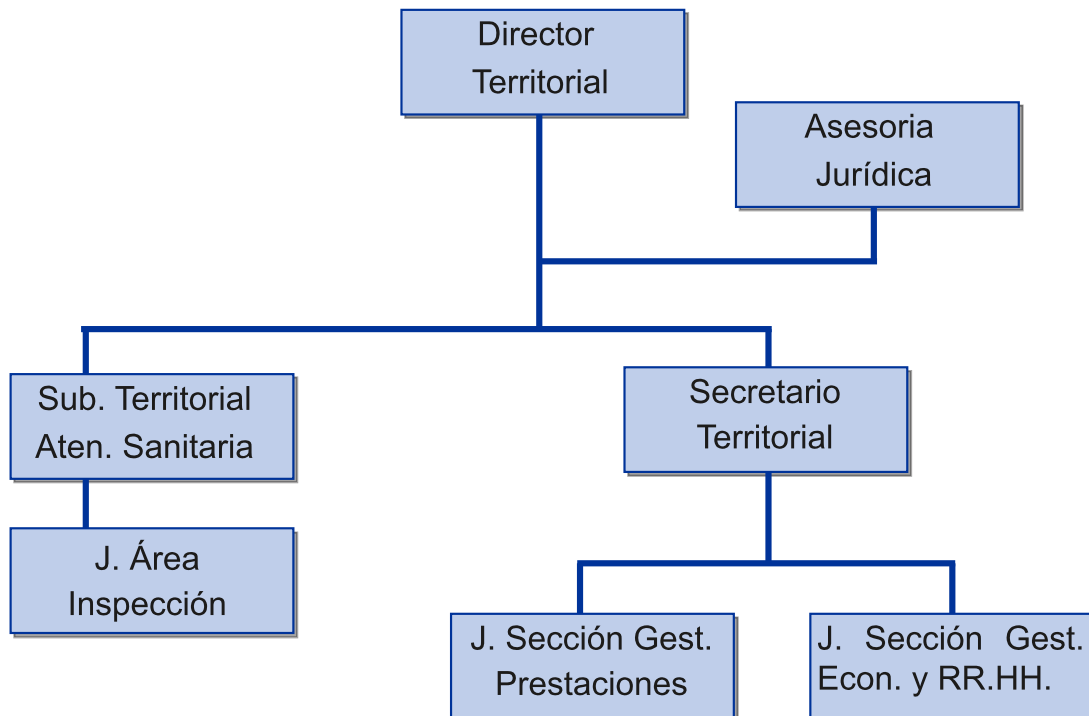 Director
Territorial
Asesoria
Jurídica
Sub. Territorial
Aten. Sanitaria
Secretario
Territorial
J. Área
Inspección
J. Sección Gest.
Prestaciones
J. Sección Gest.
Econ. y RR.HH.